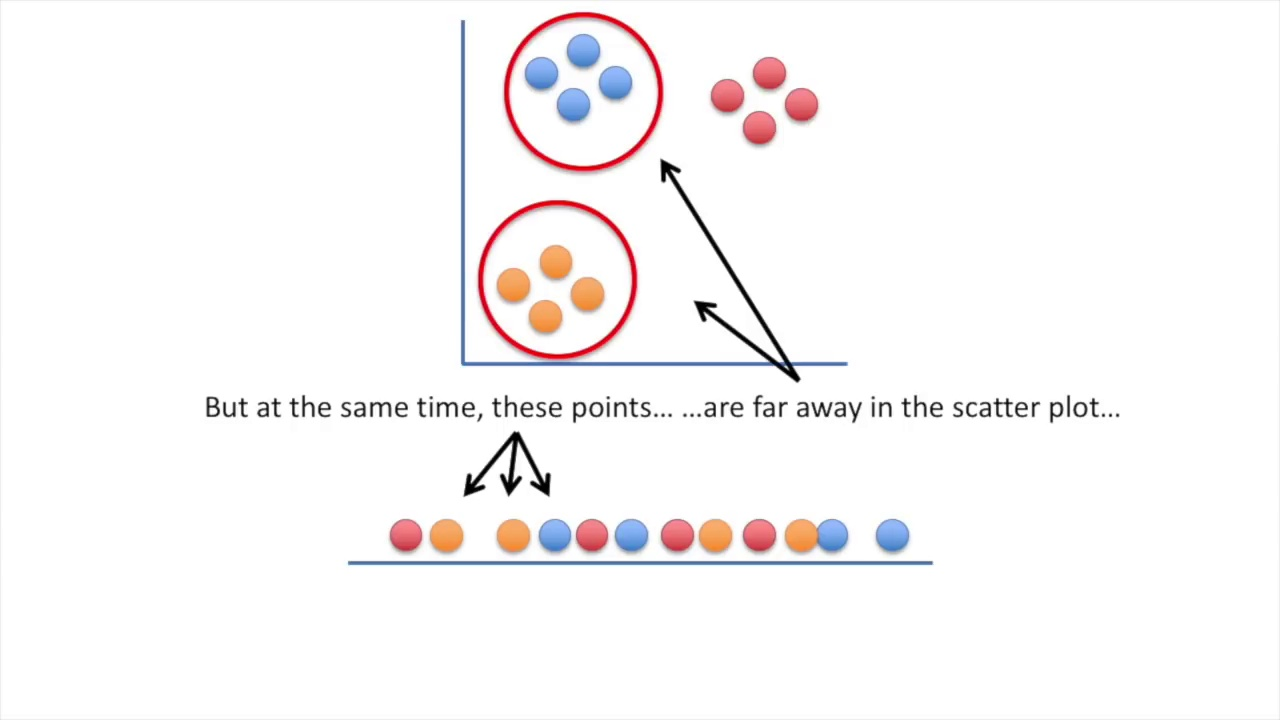 But at the same time, these points... ...are far away in the scatter plot...